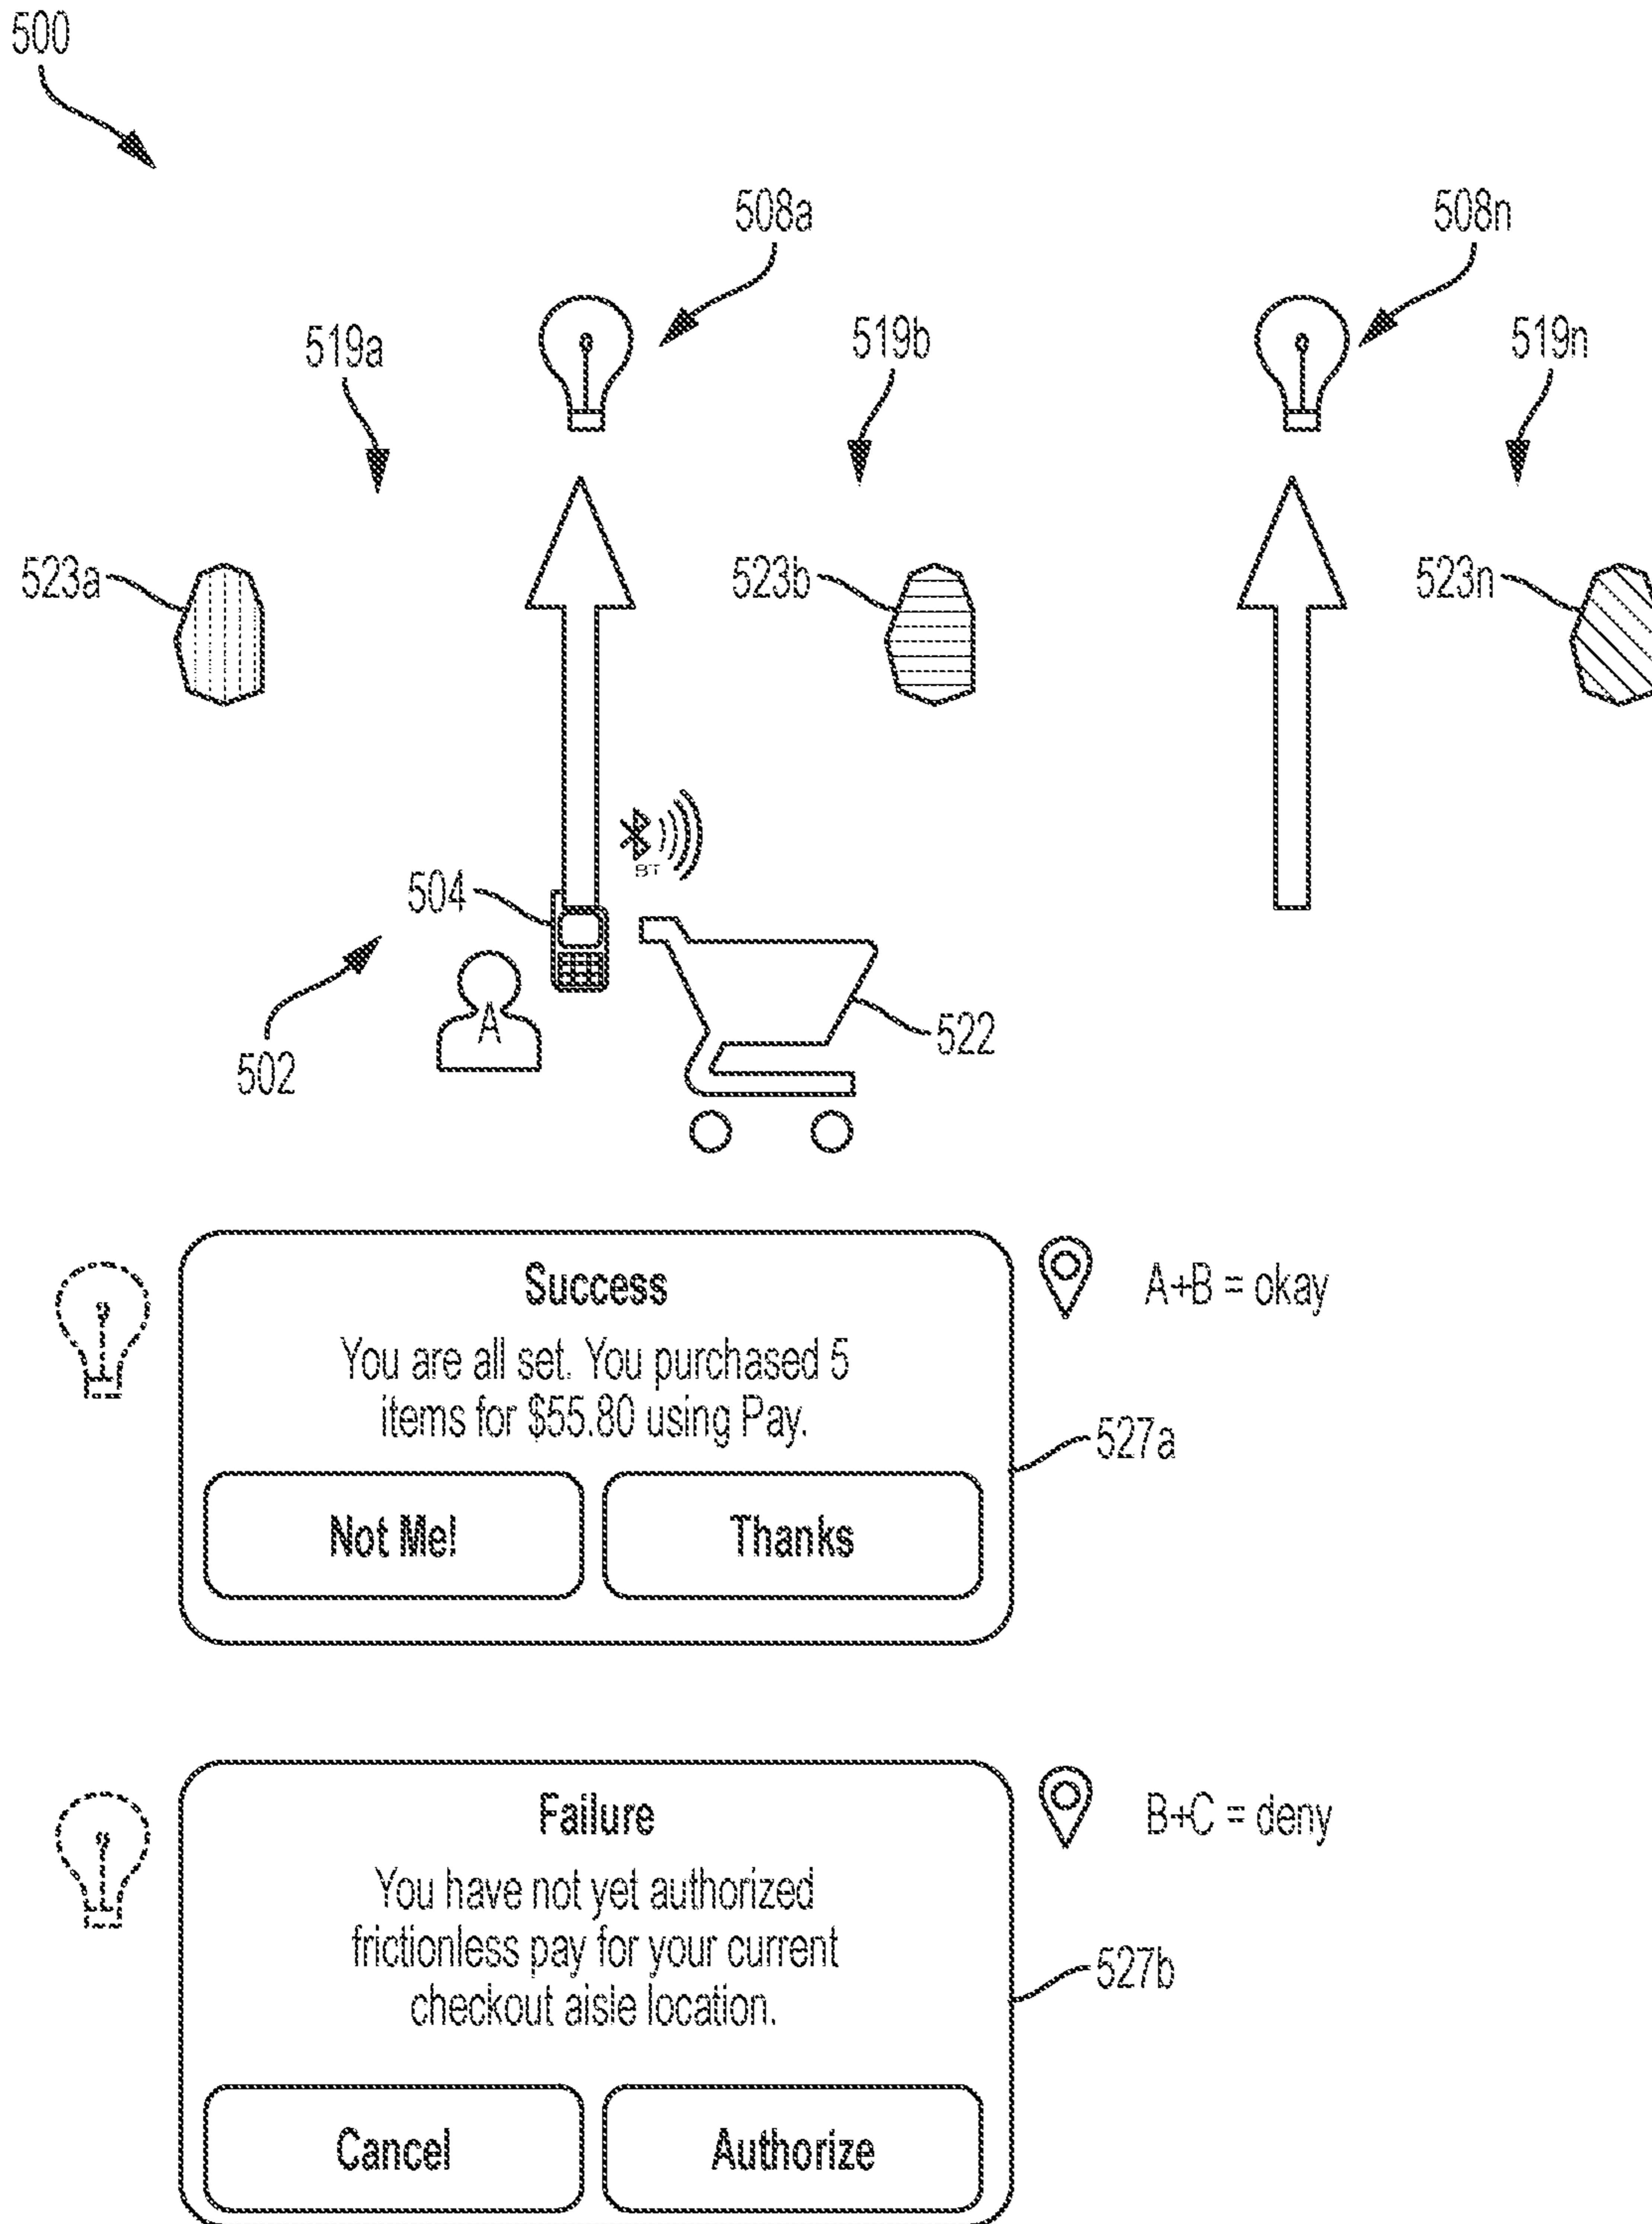 500
508a
508n
519a
519b
519n
523a
523b
523n
BT
504
A
522
502
Success
You are all set. You purchased 5
items for $55.80 using Pay.
Not Me!
Thanks
A+B = okay
527a
Failure
You have not yet authorized
frictionless pay for your current
checkout aisle location.
Cancel
Authorize
B+C = deny
527b